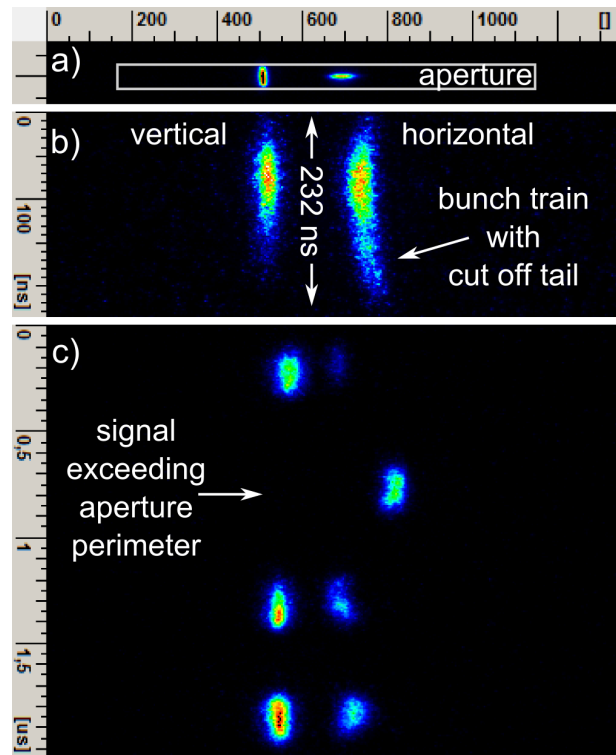 0 200 400 600 800 1000 []
a)
aperture
b) vertical horizontal
0
100
[ns]
232 ns
bunch train
with
cut off tail
c)
0
0,5
1
1,5
[us]
signal
exceeding
aperture
perimeter